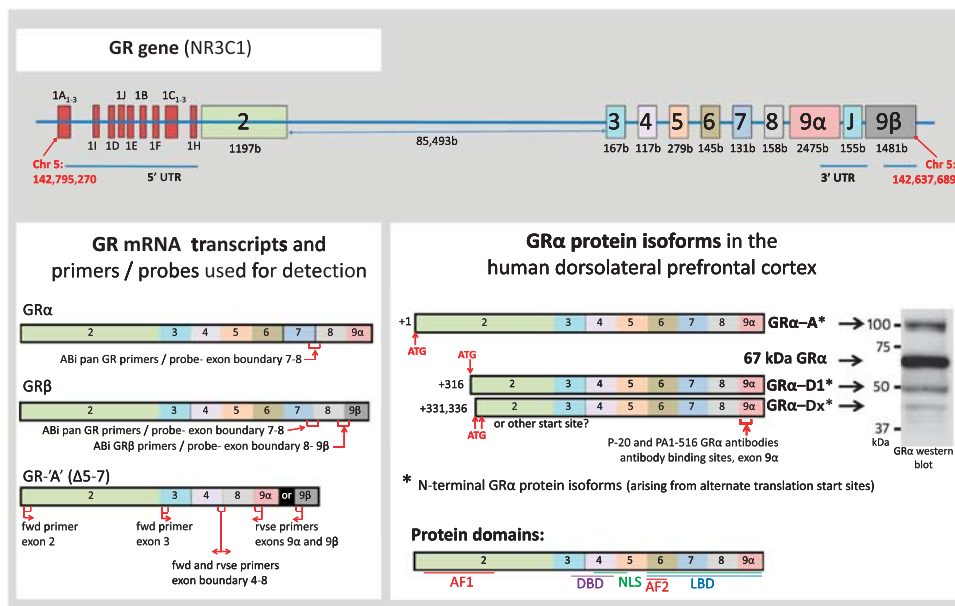 GR gene (NR3C1)
1A1-3 1J 1B 1C1-3
1I 1D 1E 1F 1H
2 3 4 5 6 7 8 9α J 9β
1197b 85,493b 167b 117b 279b 145b 131b 158b 2475b 155b 1481b
Chr 5:
142,795,270
5' UTR
3' UTR
Chr 5:
142,637,689
GR mRNA transcripts and
primers / probes used for detection
GRα
2 3 4 5 6 7 8 9α
ABi pan GR primers / probe- exon boundary 7-8
GRβ
2 3 4 5 6 7 8 9β
ABi pan GR primers / probe- exon boundary 7-8
ABi GRβ primers / probe- exon boundary 8- 9β
GR-'A' (Δ5-7)
2 3 4 8 9α or 9β
fwd primer
exon 2
fwd primer
exon 3
rvse primers
exons 9α and 9β
fwd and rvse primers
exon boundary 4-8
GRα protein isoforms in the
human dorsolateral prefrontal cortex
+1 2 3 4 5 6 7 8 9α GRα–A*
ATG
67 kDa GRα
ATG
+316 2 3 4 5 6 7 8 9α GRα–D1*
+331,336 2 3 4 5 6 7 8 9α GRα–Dx*
ATG
or other start site?
P-20 and PA1-516 GRα antibodies
antibody binding sites, exon 9α
100
75
50
37
kDa
GRα western
blot
* N-terminal GRα protein isoforms (arising from alternate translation start sites)
Protein domains:
2 3 4 5 6 7 8 9α
AF1 DBD NLS AF2 LBD